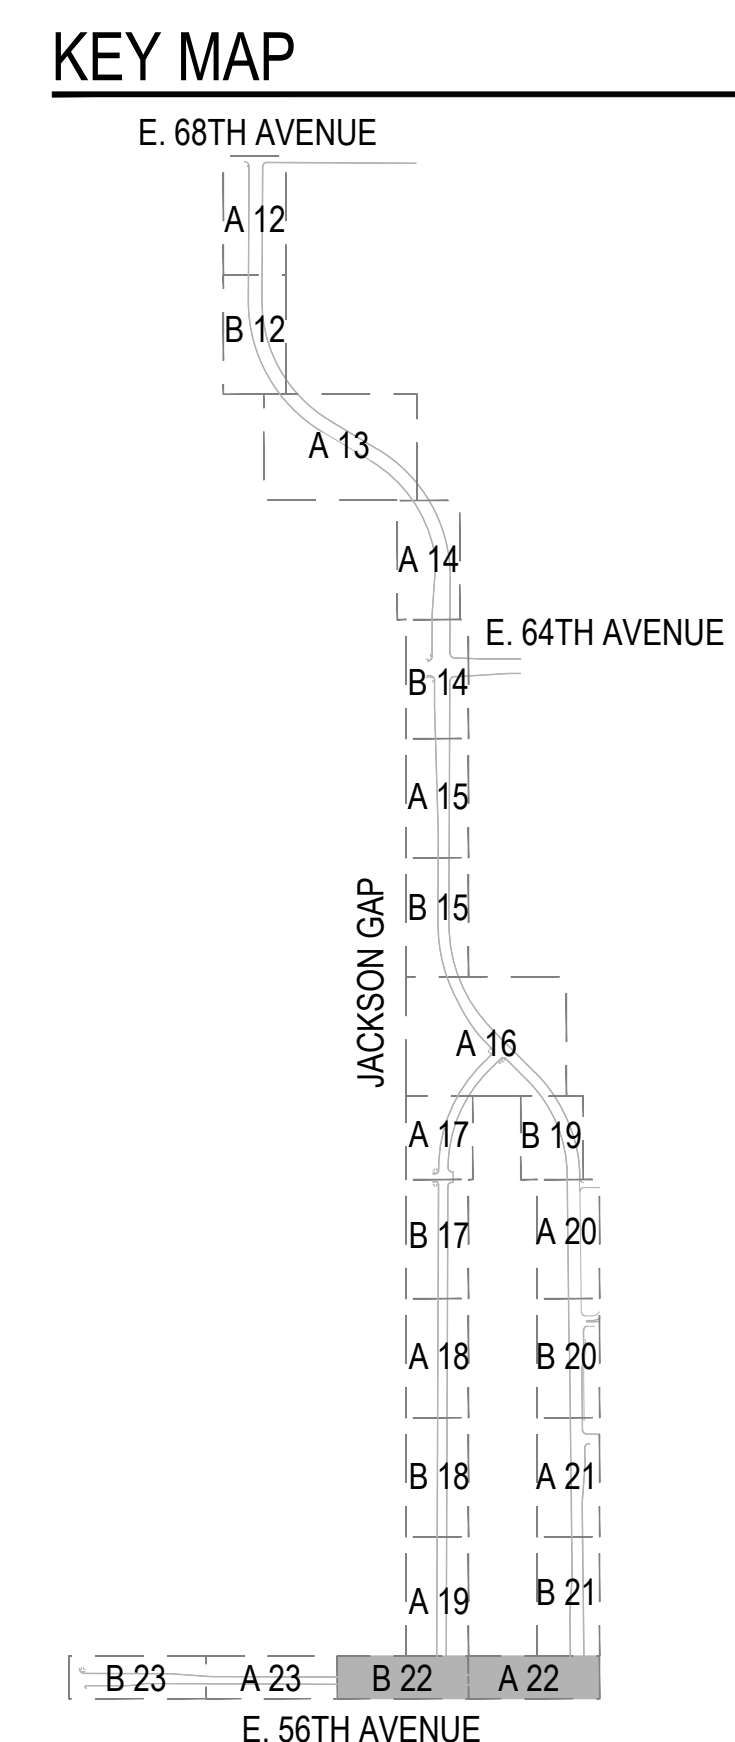 KEY MAP
E. 68TH AVENUE
A 12
B 12
A 13
A 14
E. 64TH AVENUE
B 14
A 15
JACKSON GAP
B 15
A 16
A 17
B 19
B 17
A 20
A 18
B 20
B 18
A 21
A 19
B 21
B 23
A 23
B 22
A 22
E. 56TH AVENUE